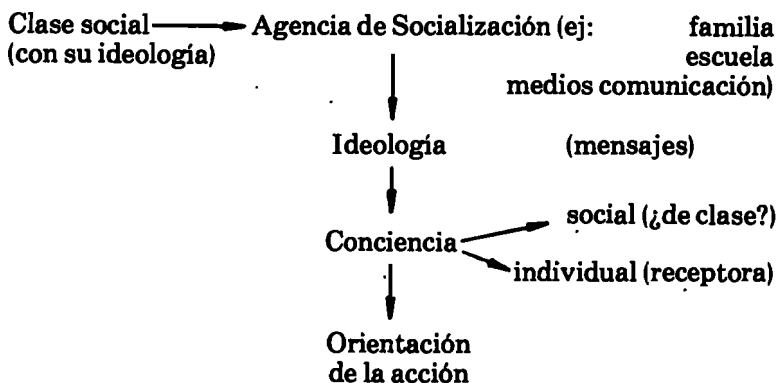 Clase social → Agencia de Socialización (ej: familia
(con su ideología) escuela
medios comunicación)
Ideología (mensajes)
social (¿de clase?)
Conciencia
individual (receptora)
Orientación
de la acción